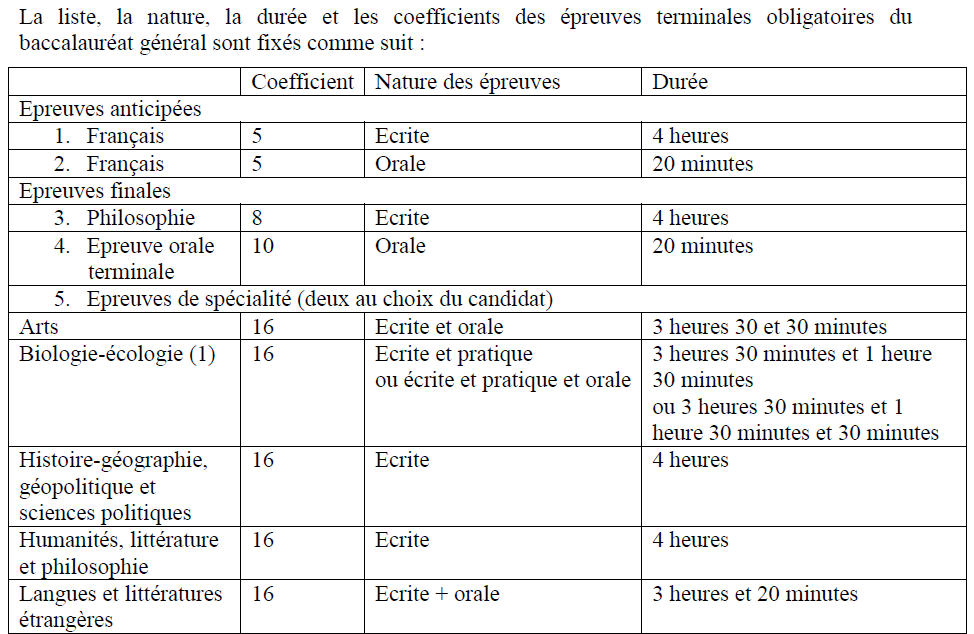 La liste, la nature, la durée et les coefficients des épreuves terminales obligatoires du
baccalauréat général sont fixés comme suit :
Coefficient Nature des épreuves Durée
Epreuves anticipées
1. Français 5 Ecrite 4 heures
2. Français 5 Orale 20 minutes
Epreuves finales
3. Philosophie 8 Ecrite 4 heures
4. Epreuve orale 10 Orale 20 minutes
terminale
5. Epreuves de spécialité (deux au choix du candidat)
Arts 16 Ecrite et orale 3 heures 30 et 30 minutes
Biologie-écologie (1) 16 Ecrite et pratique 3 heures 30 minutes et 1 heure
ou écrite et pratique et orale 30 minutes
ou 3 heures 30 minutes et 1
heure 30 minutes et 30 minutes
Histoire-géographie, 16 Ecrite 4 heures
géopolitique et
sciences politiques
Humanités, littérature 16 Ecrite 4 heures
et philosophie
Langues et littératures 16 Ecrite + orale 3 heures et 20 minutes
étrangères